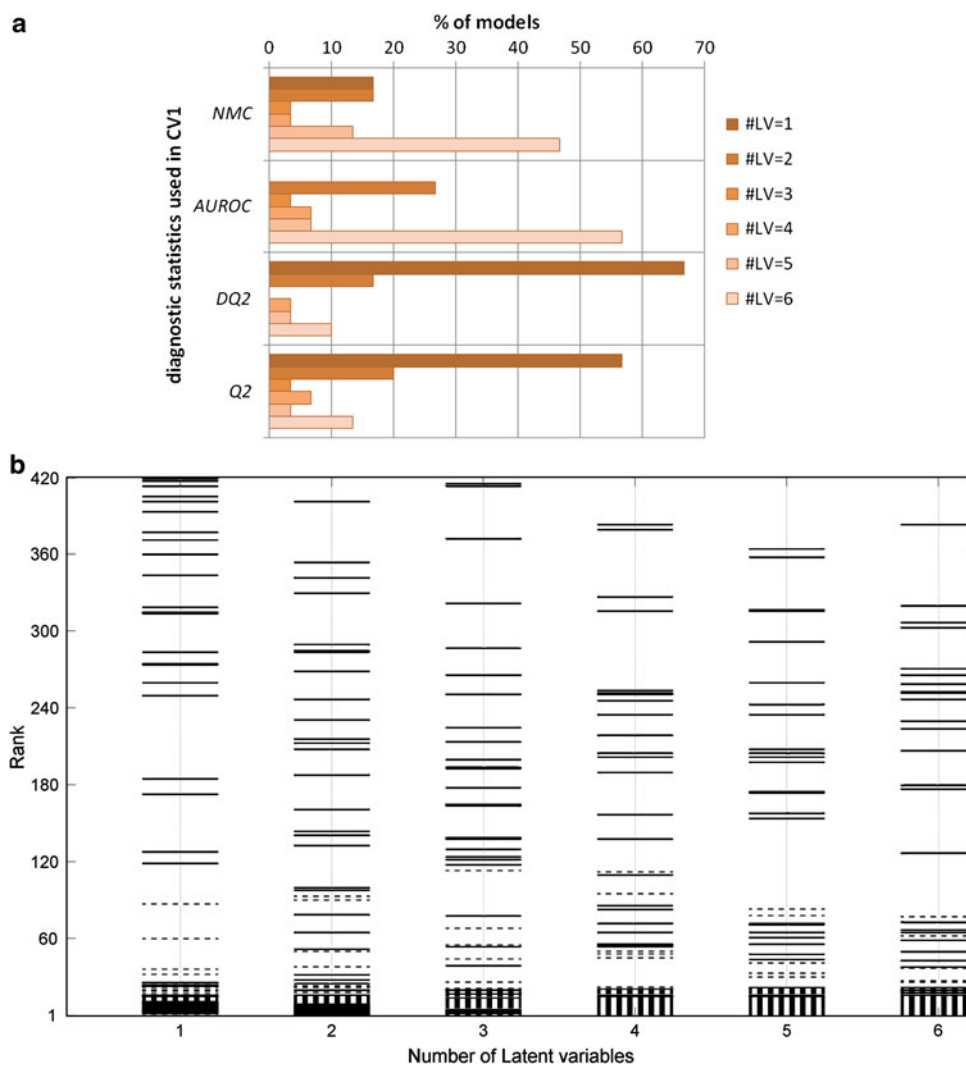 a
% of models
0 10 20 30 40 50 60 70
diagnostic statistics used in CV1
NMC
AUROC
DQ2
Q2
#LV=1
#LV=2
#LV=3
#LV=4
#LV=5
#LV=6
b
Rank
420
360
300
240
180
120
60
1
1 2 3 4 5 6
Number of Latent variables